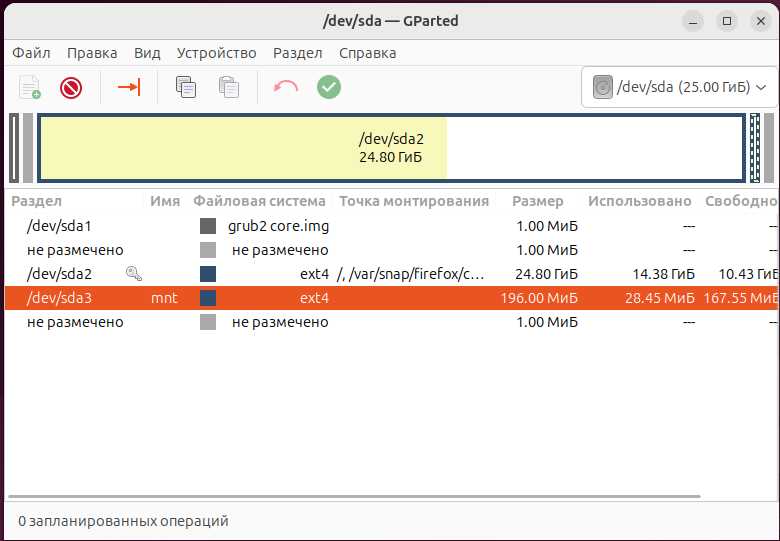 /dev/sda — GParted
Файл Правка Вид Устройство Раздел Справка
/dev/sda (25.00 ГиБ)
/dev/sda2
24.80 ГиБ
Раздел Имя Файловая система Точка монтирования Размер Использовано Свободно
/dev/sda1 grub2 core.img 1.00 МиБ --- ---
не размечено не размечено 1.00 МиБ --- ---
/dev/sda2 ext4 /, /var/snap/firefox/c... 24.80 ГиБ 14.38 ГиБ 10.43 ГиБ
/dev/sda3 mnt ext4 196.00 МиБ 28.45 МиБ 167.55 МиБ
не размечено не размечено 1.00 МиБ --- ---
0 запланированных операций